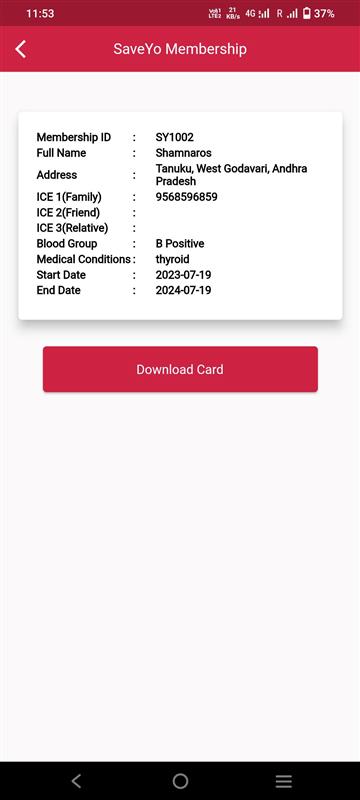 11:53 Vo1 LTE2 21 KB/s 4G R 37%
SaveYo Membership
Membership ID : SY1002
Full Name : Shamnaros
Address : Tanuku, West Godavari, Andhra
Pradesh
ICE 1(Family) : 9568596859
ICE 2(Friend) :
ICE 3(Relative) :
Blood Group : B Positive
Medical Conditions : thyroid
Start Date : 2023-07-19
End Date : 2024-07-19
Download Card